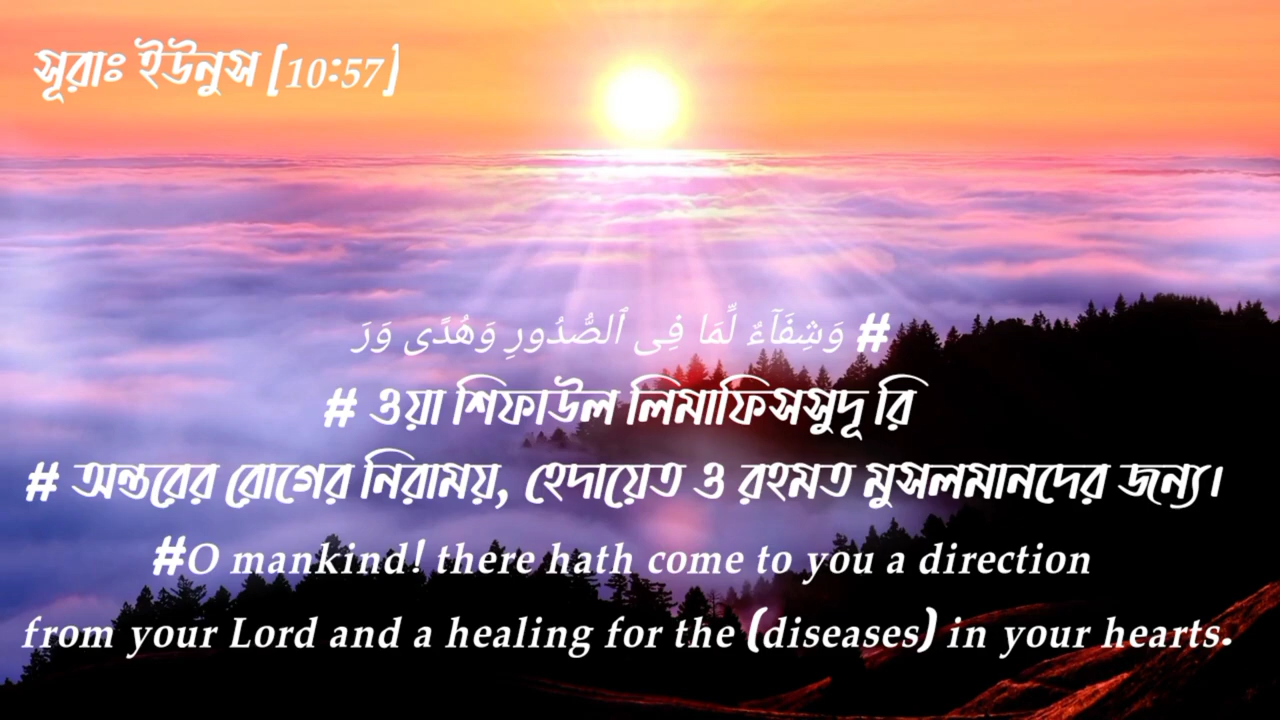 সূরাঃ ইউনুস [10:57]
# وَشِفَآءٌ لِّمَا فِى ٱلصُّدُورِ وَهُدًى وَرَ
# ওয়া শিফাউল লিমাফিসসুদূ রি
# অন্তরের রোগের নিরাময়, হেদায়েত ও রহমত মুসলমানদের জন্য।
#O mankind! there hath come to you a direction
from your Lord and a healing for the (diseases) in your hearts.